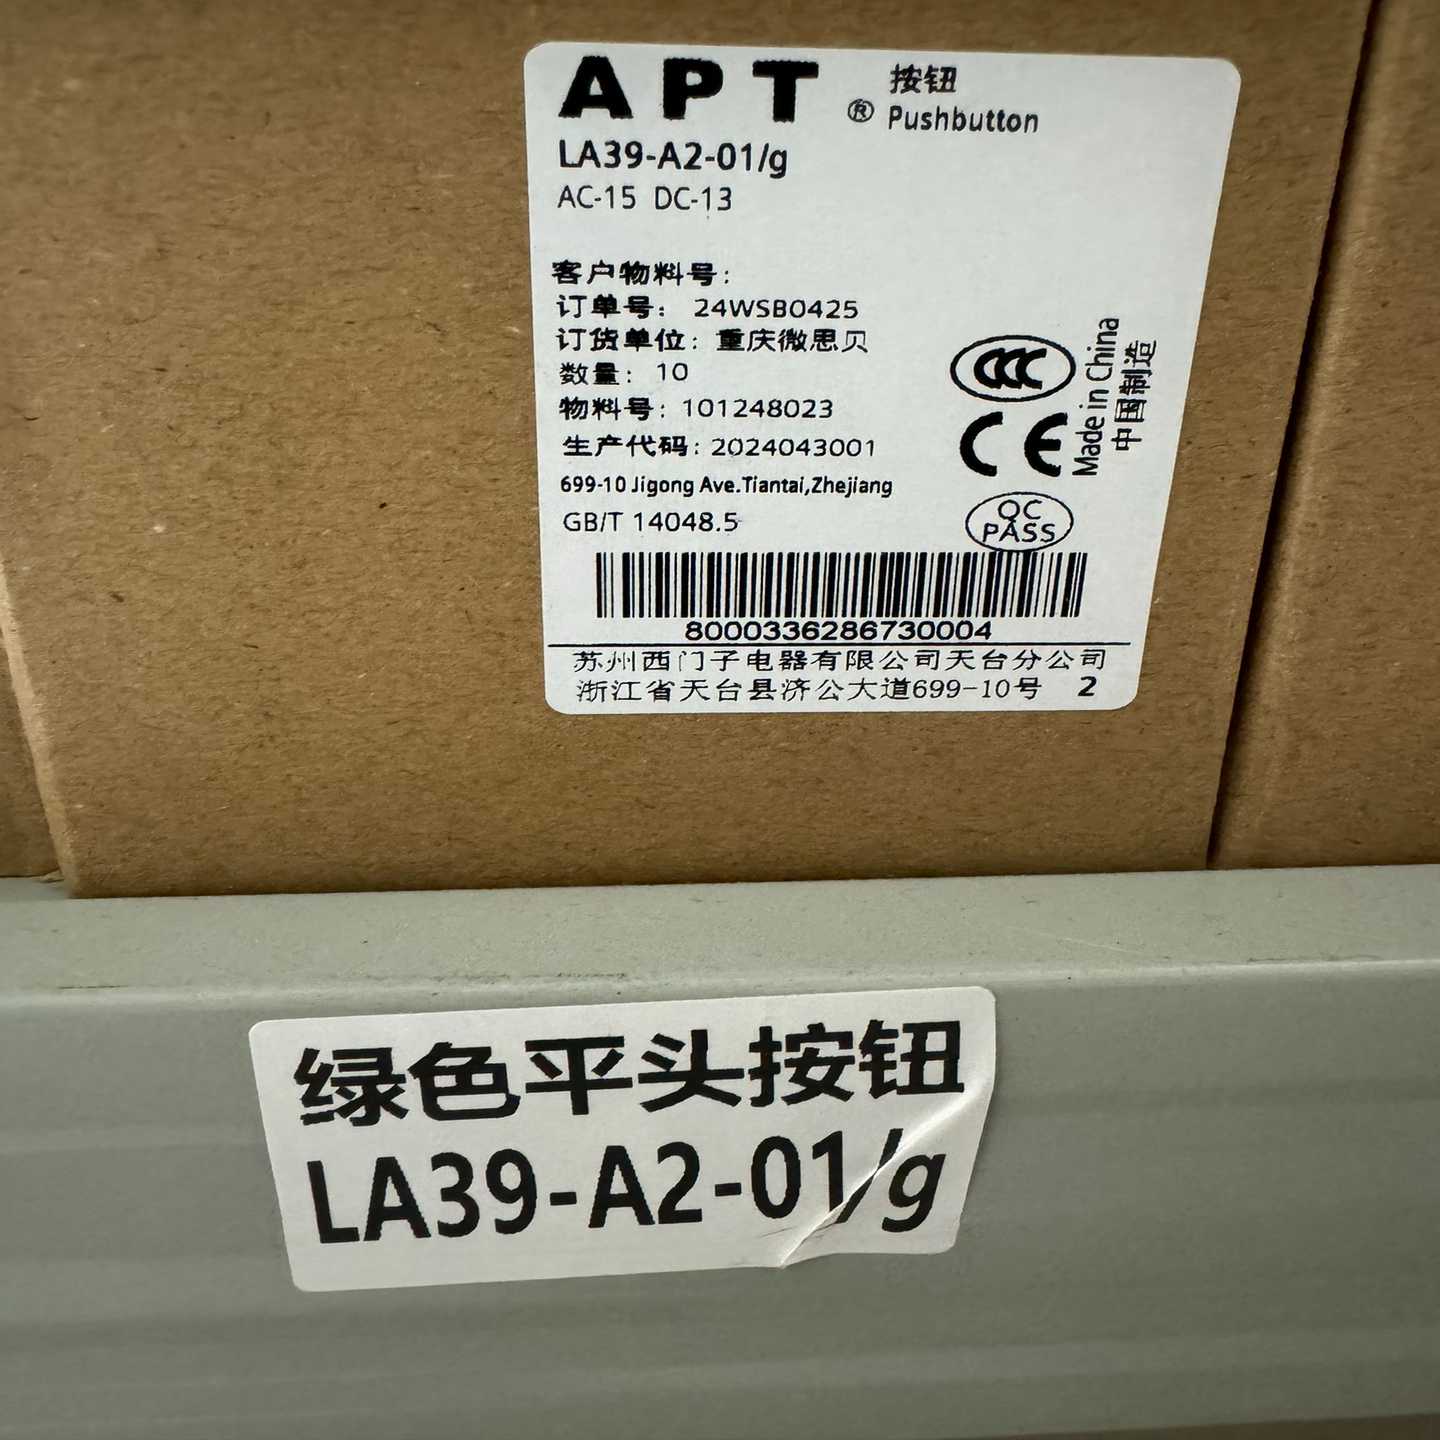 APT ® 按钮
Pushbutton
LA39-A2-01/g
AC-15 DC-13
客户物料号:
订单号: 24WSB0425
订货单位: 重庆微思贝
数量: 10
物料号: 101248023
生产代码: 2024043001
699-10 Jigong Ave.Tiantai,Zhejiang
GB/T 14048.5
CCC
CE
Made in China
中国制造
QC
PASS
8000336286730004
苏州西门子电器有限公司天台分公司
浙江省天台县济公大道699-10号 2
绿色平头按钮
LA39-A2-01/g